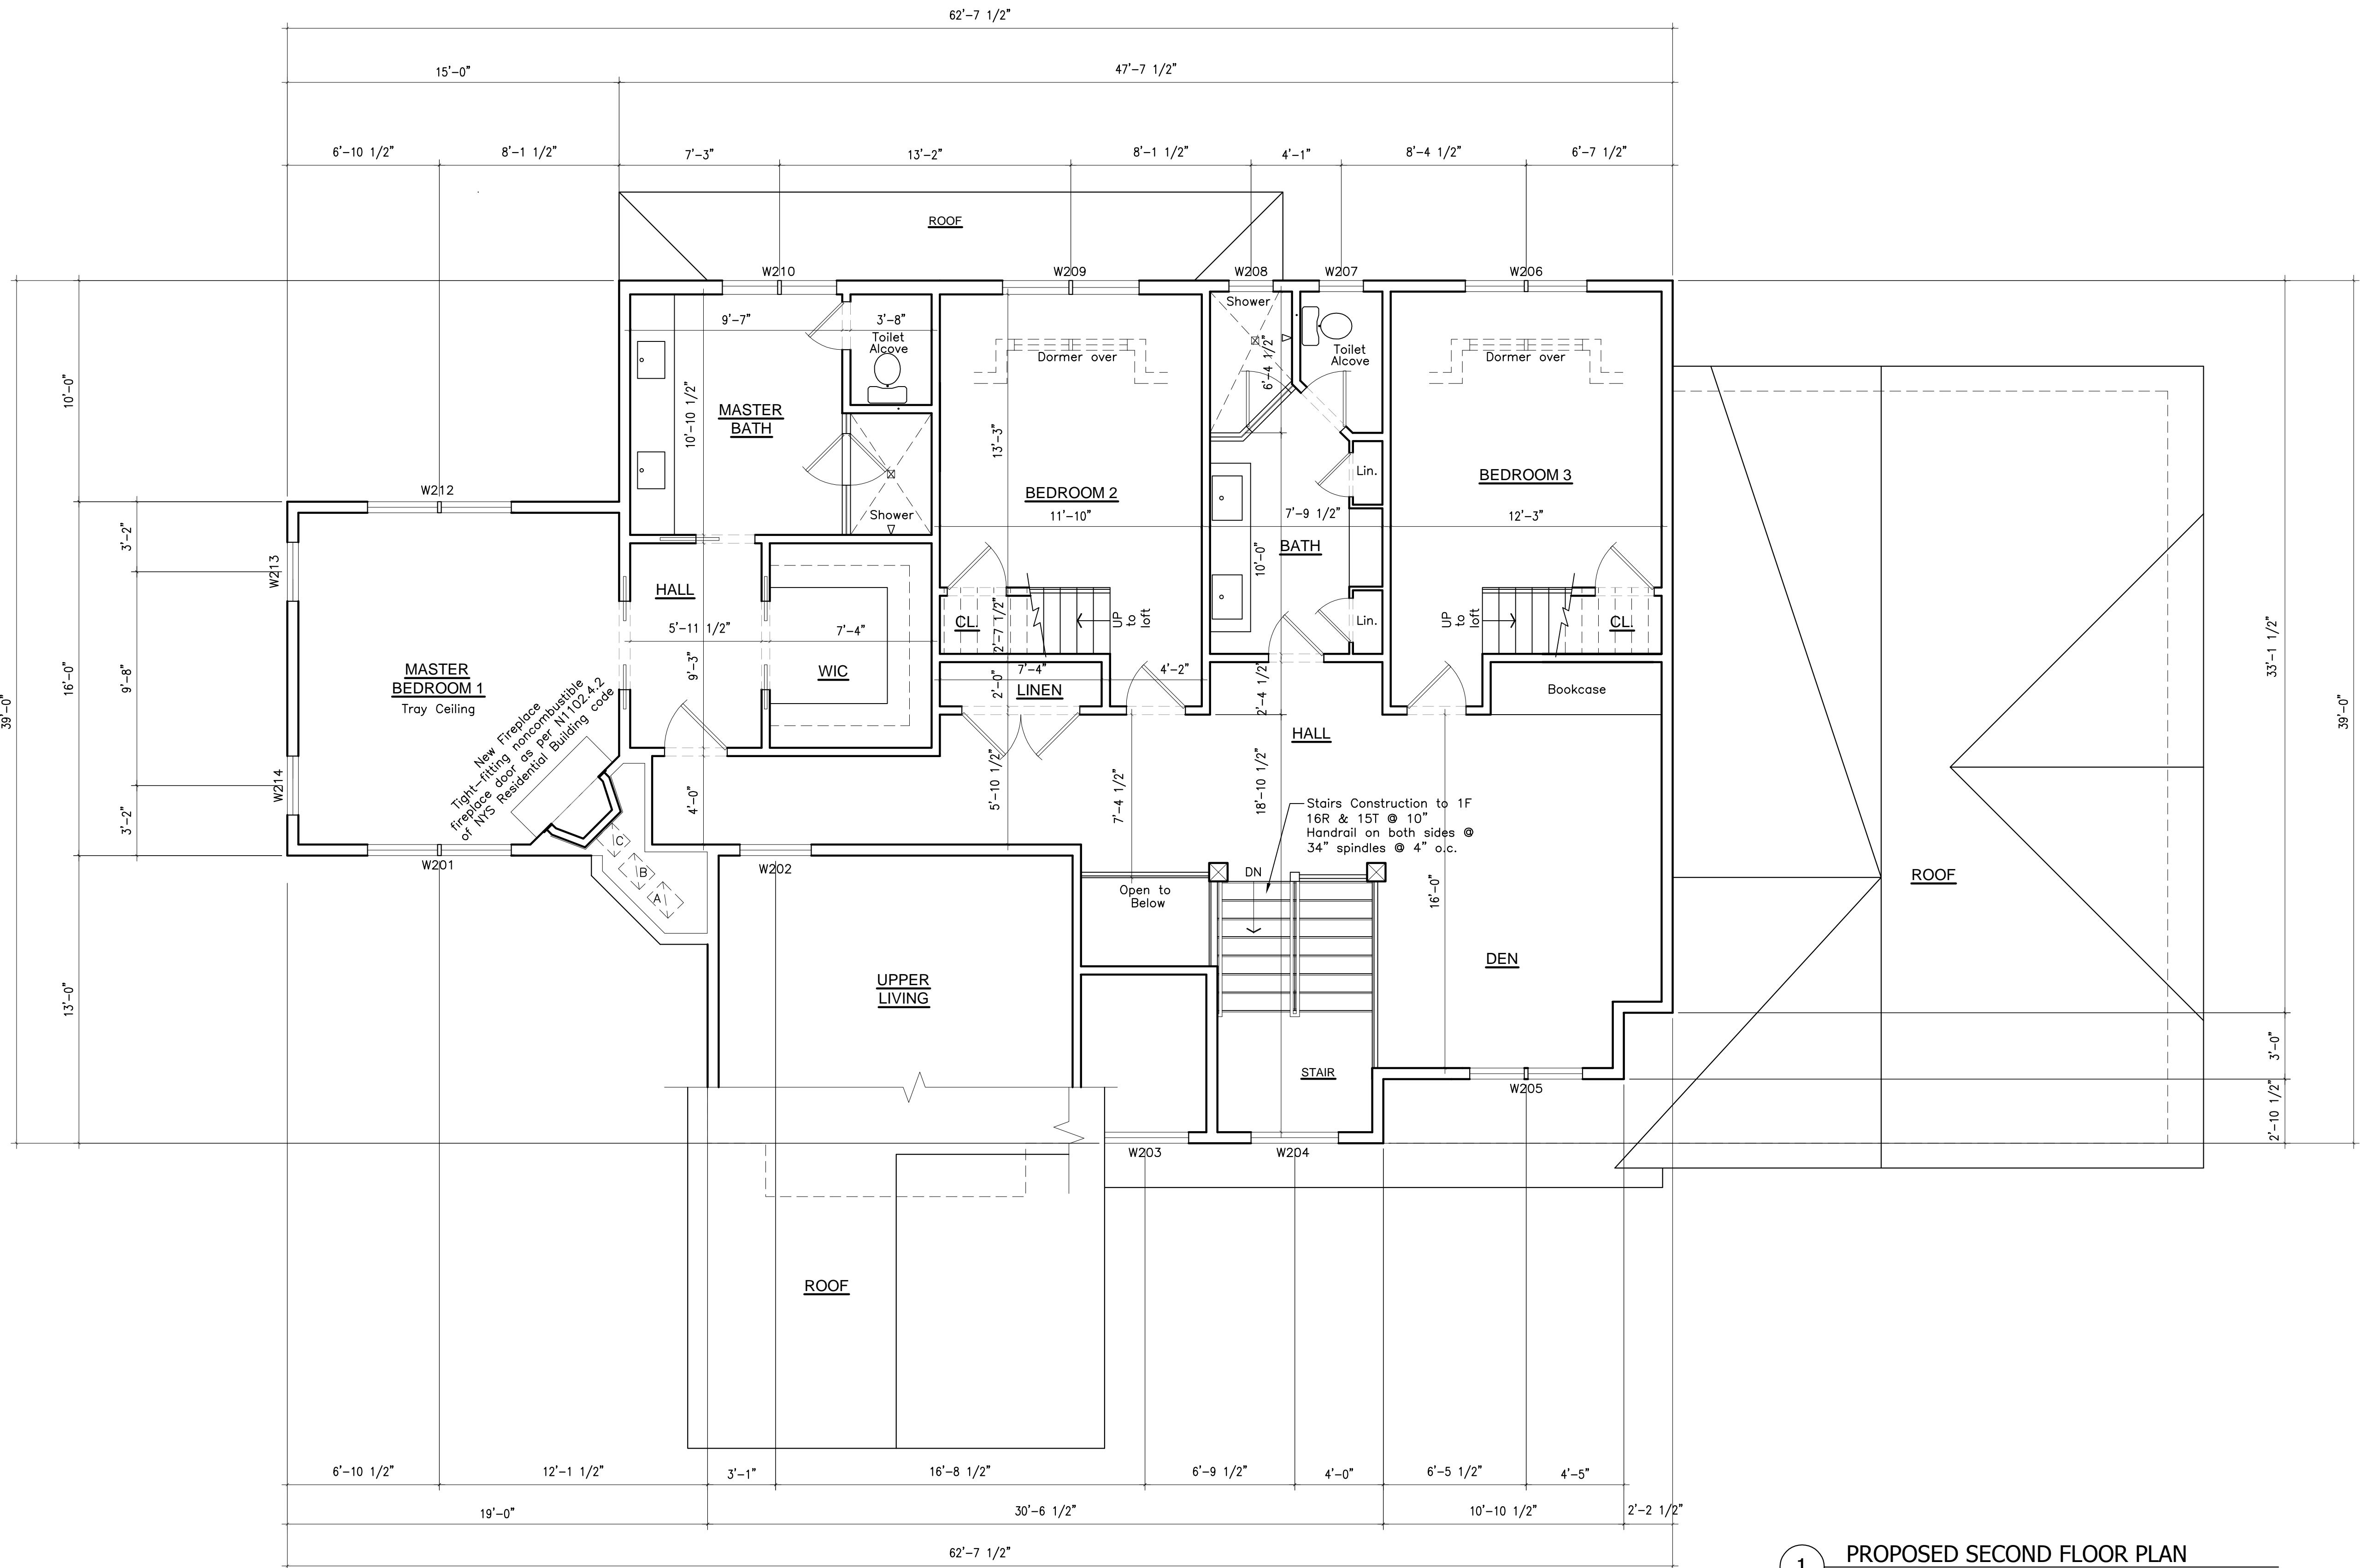 62'-7 1/2"
15'-0"
47'-7 1/2"
6'-10 1/2"
8'-1 1/2"
7'-3"
13'-2"
8'-1 1/2"
4'-1"
8'-4 1/2"
6'-7 1/2"
ROOF
W210
W209
W208
W207
W206
9'-7"
3'-8"
Toilet
Alcove
Dormer over
Shower
6'-4 1/2"
Toilet
Alcove
Dormer over
10'-0"
10'-10 1/2"
MASTER
BATH
13'-3"
BEDROOM 2
11'-10"
Lin.
7'-9 1/2"
BEDROOM 3
12'-3"
W212
Shower
BATH
10'-0"
3'-2"
W213
HALL
5'-11 1/2"
7'-4"
CL.
2'-7 1/2"
UP
to
loft
Lin.
UP
to
loft
CL.
39'-0"
16'-0"
9'-8"
MASTER
BEDROOM 1
Tray Ceiling
9'-3"
WIC
7'-4"
4'-2"
2'-0"
LINEN
2'-4 1/2"
Bookcase
33'-1 1/2"
39'-0"
New Fireplace
Tight-fitting noncombustible
fireplace door as per N1102.4.2
of NYS Residential Building code
HALL
W214
3'-2"
4'-0"
5'-10 1/2"
7'-4 1/2"
18'-10 1/2"
Stairs Construction to 1F
16R & 15T @ 10"
Handrail on both sides @
34" spindles @ 4" o.c.
W201
W202
C
B
A
DN
Open to
Below
16'-0"
ROOF
13'-0"
UPPER
LIVING
DEN
STAIR
W205
3'-0"
2'-10 1/2"
W203
W204
ROOF
6'-10 1/2"
12'-1 1/2"
3'-1"
16'-8 1/2"
6'-9 1/2"
4'-0"
6'-5 1/2"
4'-5"
19'-0"
30'-6 1/2"
10'-10 1/2"
2'-2 1/2"
62'-7 1/2"
1
PROPOSED SECOND FLOOR PLAN